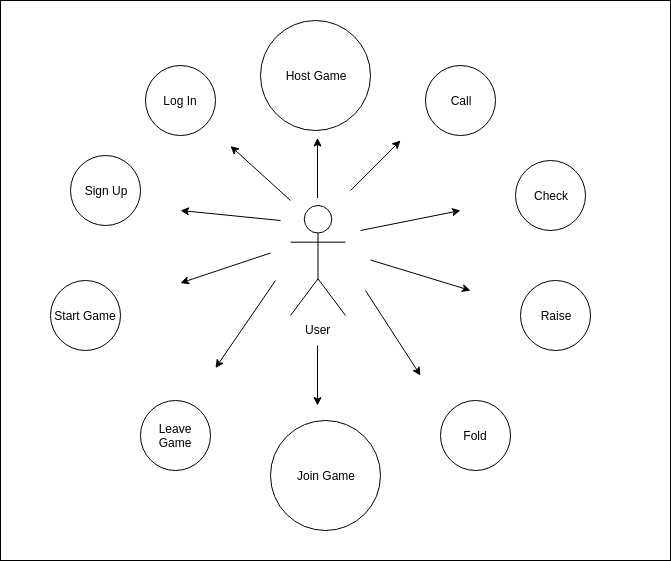 Host Game
Log In
Call
Sign Up
Check
Start Game
Raise
User
Leave
Game
Fold
Join Game